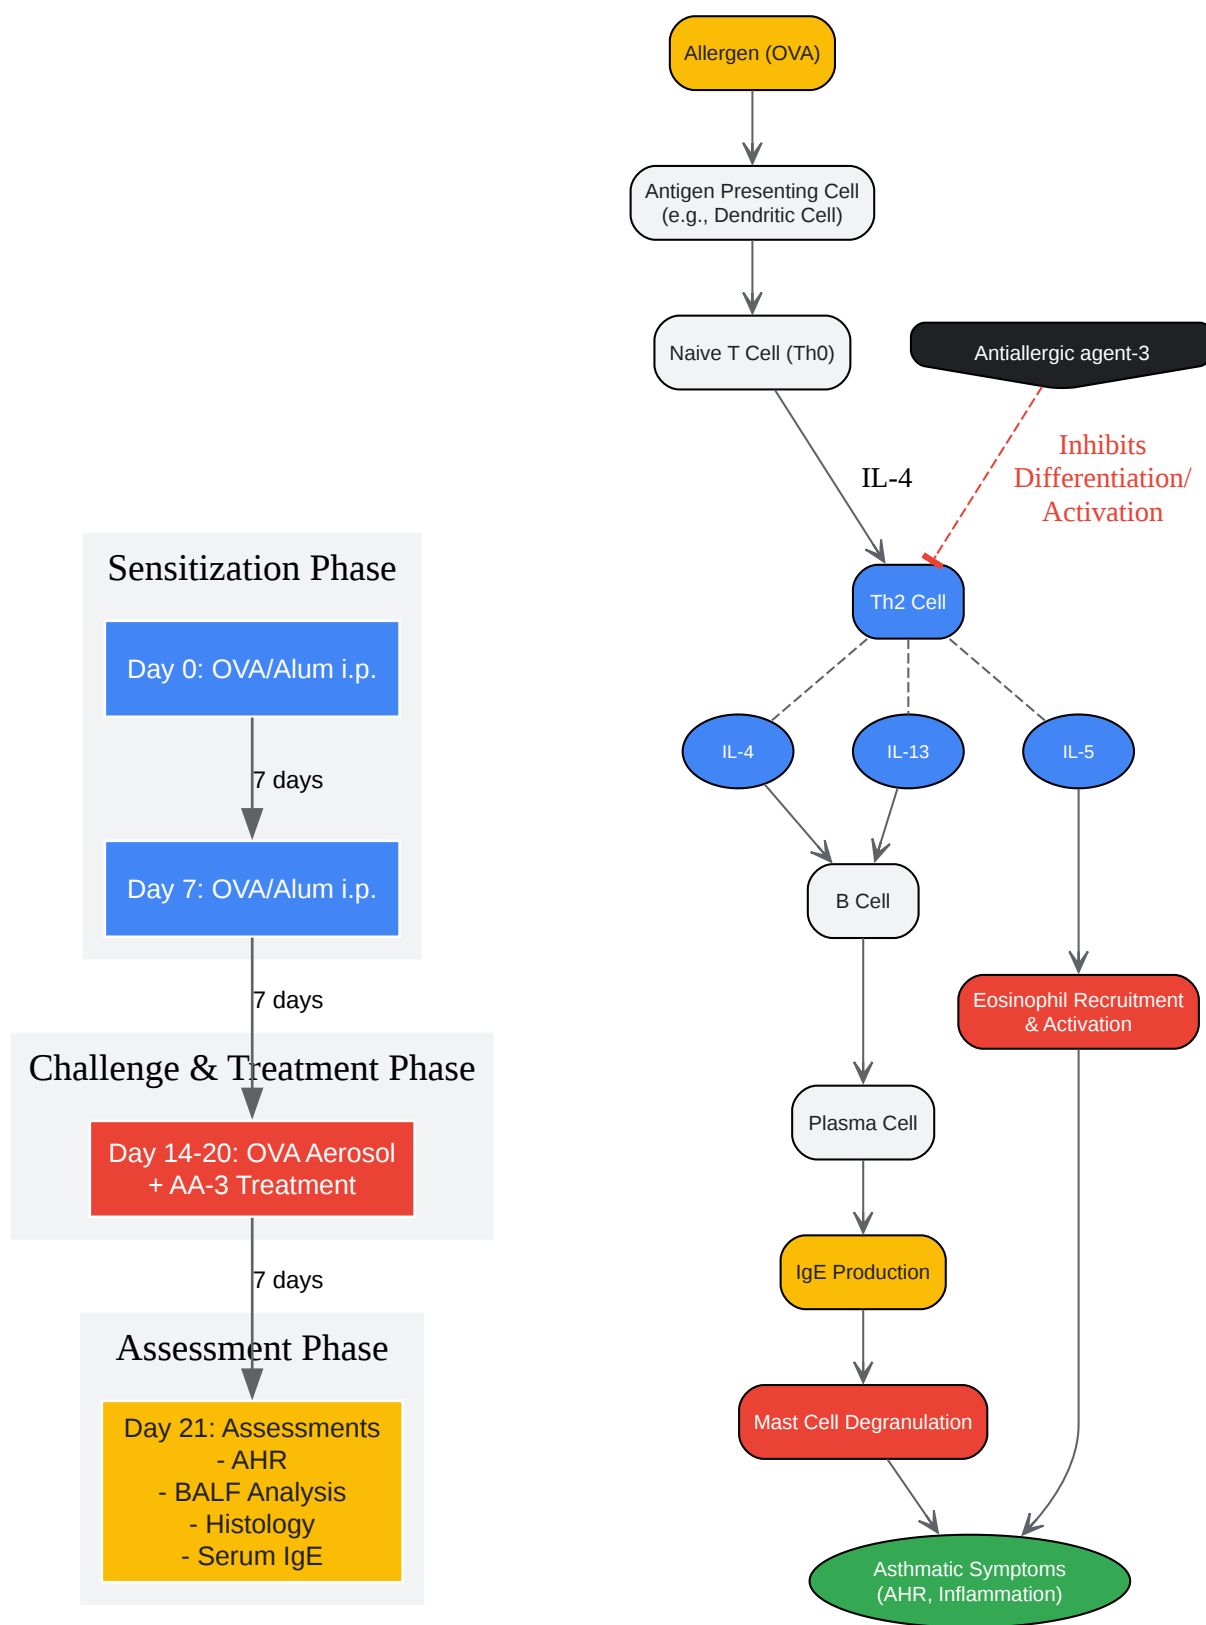 Sensitization Phase
Day 0: OVA/Alum i.p.
7 days
Day 7: OVA/Alum i.p.
7 days
Challenge & Treatment Phase
Day 14-20: OVA Aerosol
+ AA-3 Treatment
7 days
Assessment Phase
Day 21: Assessments
- AHR
- BALF Analysis
- Histology
- Serum IgE
Allergen (OVA)
Antigen Presenting Cell
(e.g., Dendritic Cell)
Naive T Cell (Th0)
Antiallergic agent-3
IL-4
Inhibits
Differentiation/
Activation
Th2 Cell
IL-4
IL-13
IL-5
B Cell
Eosinophil Recruitment
& Activation
Plasma Cell
IgE Production
Mast Cell Degranulation
Asthmatic Symptoms
(AHR, Inflammation)